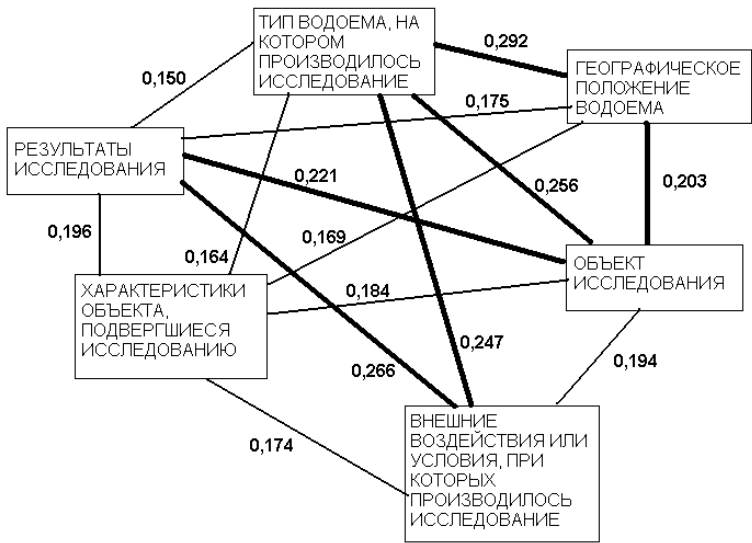 ТИП ВОДОЕМА, НА
КОТОРОМ
ПРОИЗВОДИЛОСЬ
ИССЛЕДОВАНИЕ
0,292
ГЕОГРАФИЧЕСКОЕ
ПОЛОЖЕНИЕ
ВОДОЕМА
0,150
0,175
РЕЗУЛЬТАТЫ
ИССЛЕДОВАНИЯ
0,221
0,256
0,203
0,196
0,164
0,169
ОБЪЕКТ
ИССЛЕДОВАНИЯ
ХАРАКТЕРИСТИКИ
ОБЪЕКТА,
ПОДВЕРГШИЕСЯ
ИССЛЕДОВАНИЮ
0,184
0,247
0,194
0,266
0,174
ВНЕШНИЕ
ВОЗДЕЙСТВИЯ ИЛИ
УСЛОВИЯ, ПРИ
КОТОРЫХ
ПРОИЗВОДИЛОСЬ
ИССЛЕДОВАНИЕ